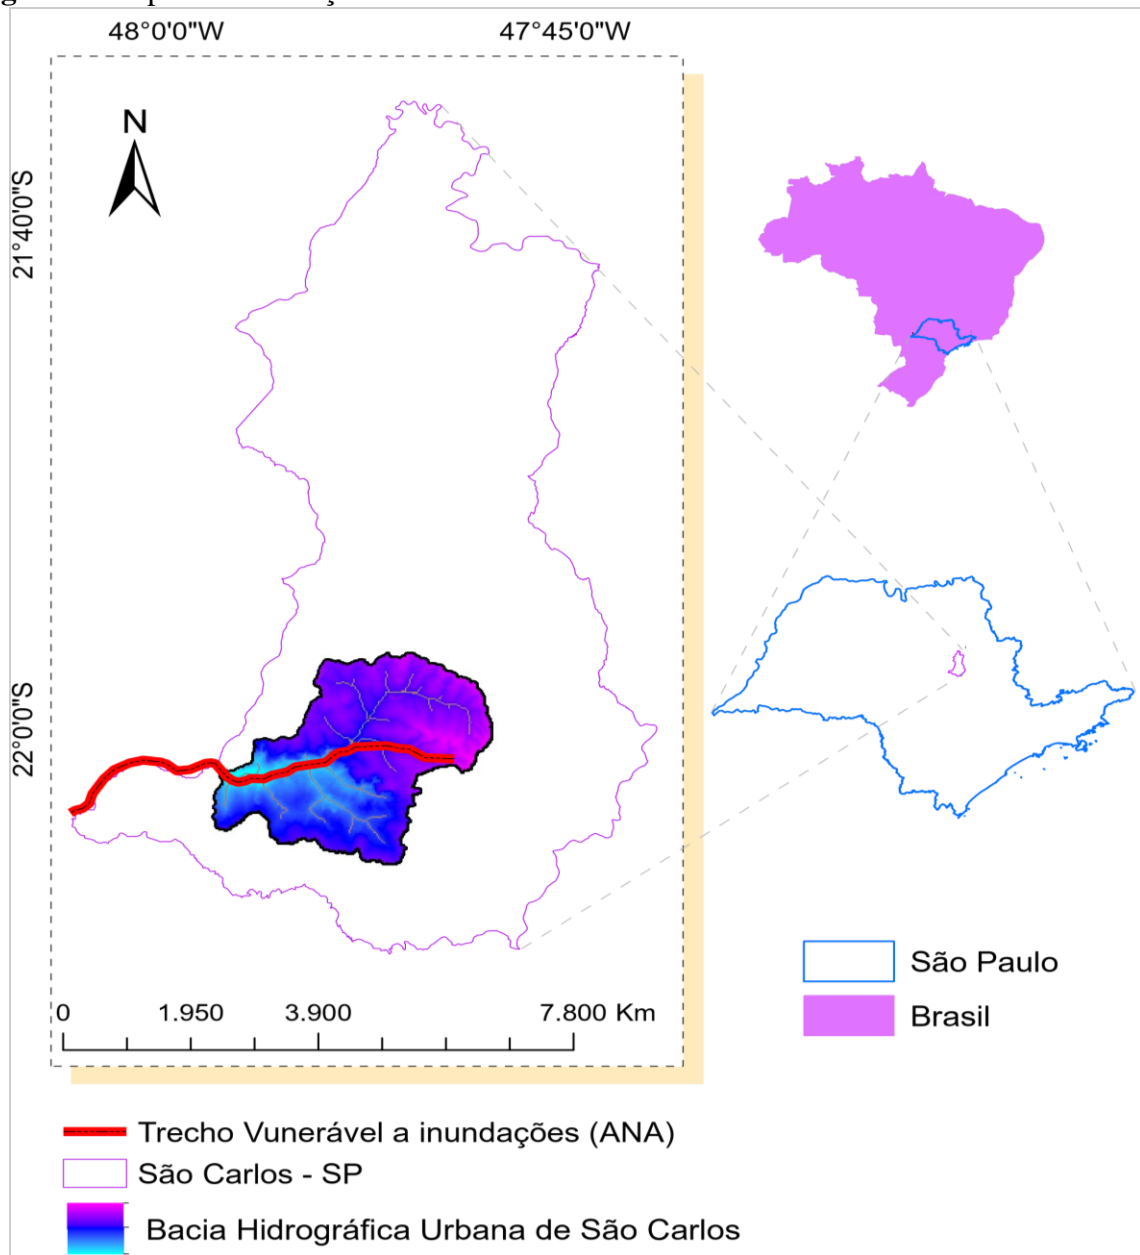 48°0'0"W 47°45'0"W
N
21°40'0"S
22°0'0"S
0 1.950 3.900 7.800 Km
São Paulo
Brasil
Trecho Vunerável a inundações (ANA)
São Carlos - SP
Bacia Hidrográfica Urbana de São Carlos